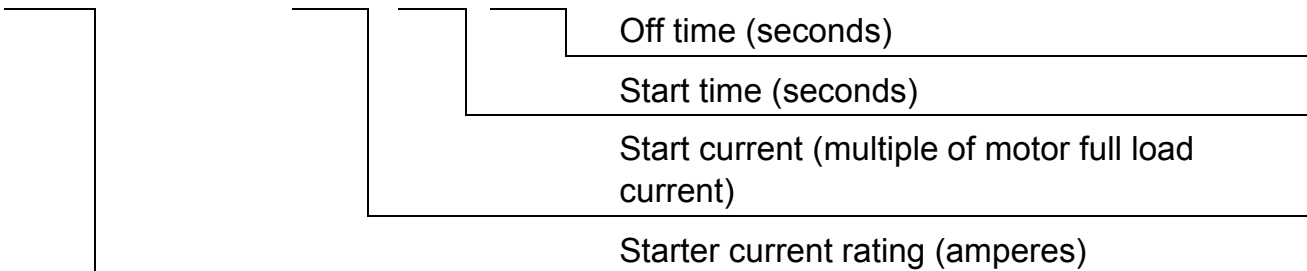 Off time (seconds)
Start time (seconds)
Start current (multiple of motor full load
current)
Starter current rating (amperes)